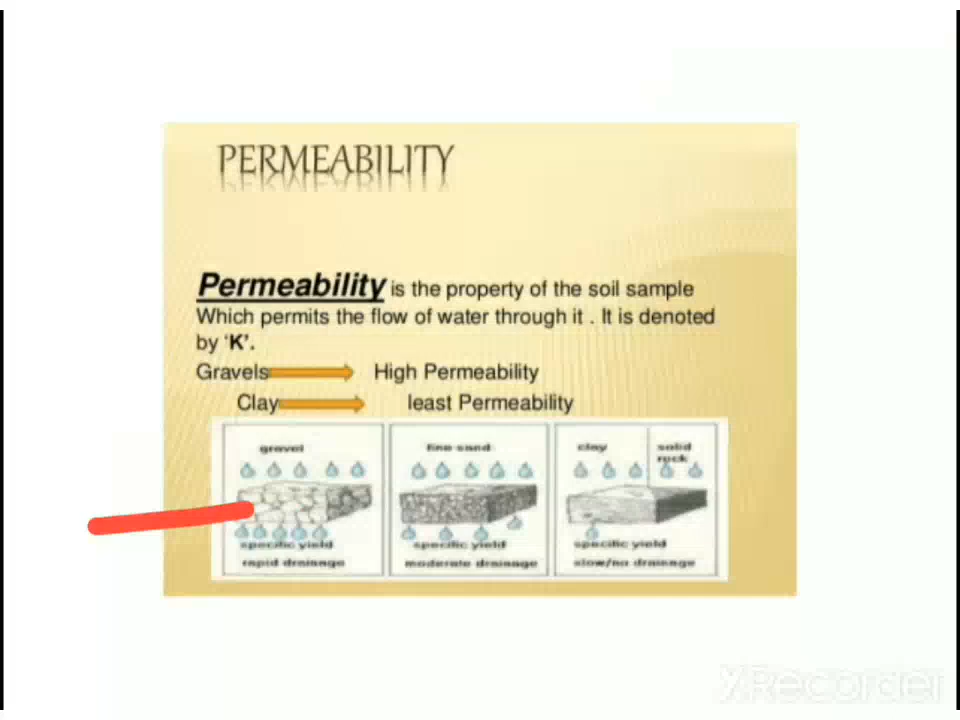 PERMEABILITY
Permeability is the property of the soil sample
Which permits the flow of water through it . It is denoted
by ‘K’.
Gravels High Permeability
Clay least Permeability
gravel
specific yield
rapid drainage
fine sand
specific yield
moderate drainage
clay
solid
rock
specific yield
slow/no drainage
XRecorder